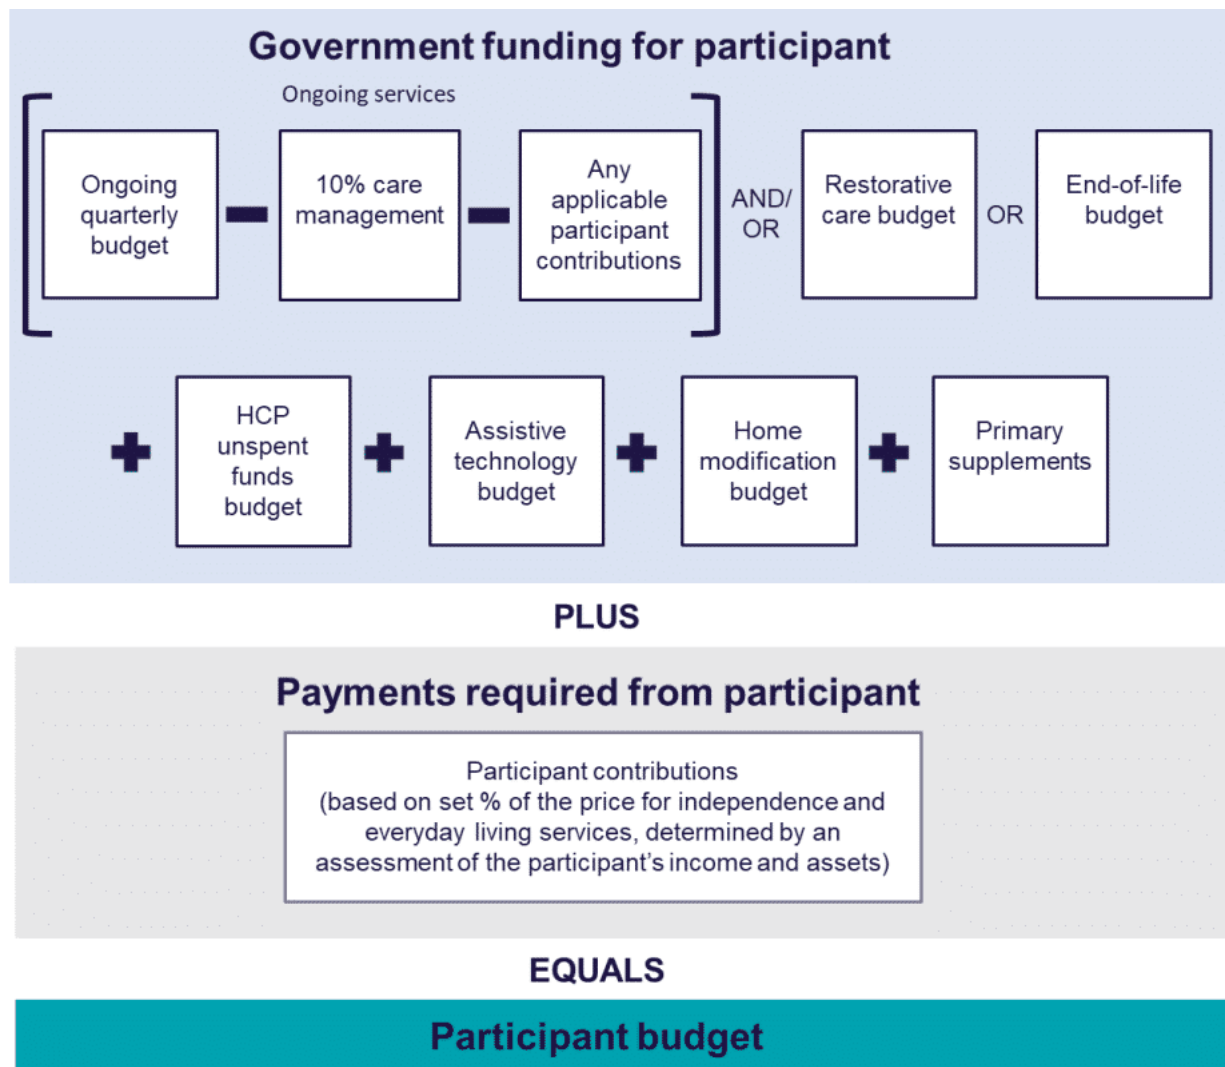 Government funding for participant
Ongoing services
Ongoing
quarterly
budget
10% care
management
Any
applicable
participant
contributions
AND/
OR
Restorative
care budget
OR
End-of-life
budget
HCP
unspent
funds
budget
Assistive
technology
budget
Home
modification
budget
Primary
supplements
PLUS
Payments required from participant
Participant contributions
(based on set % of the price for independence and
everyday living services, determined by an
assessment of the participant's income and assets)
EQUALS
Participant budget